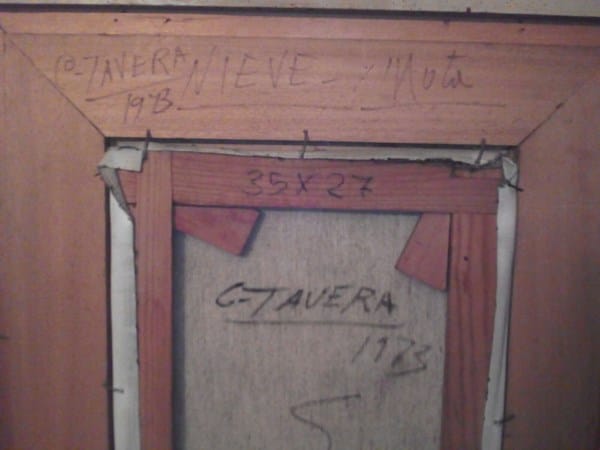 G-TAVERA NIEVE -
1973
35X27
G-TAVERA
1973